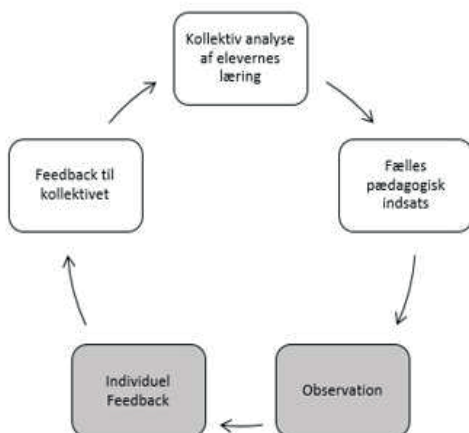 Kollektiv analyse
af elevernes
læring
Fælles
pædagogisk
indsats
Observation
Individuel
Feedback
Feedback til
kollektivet